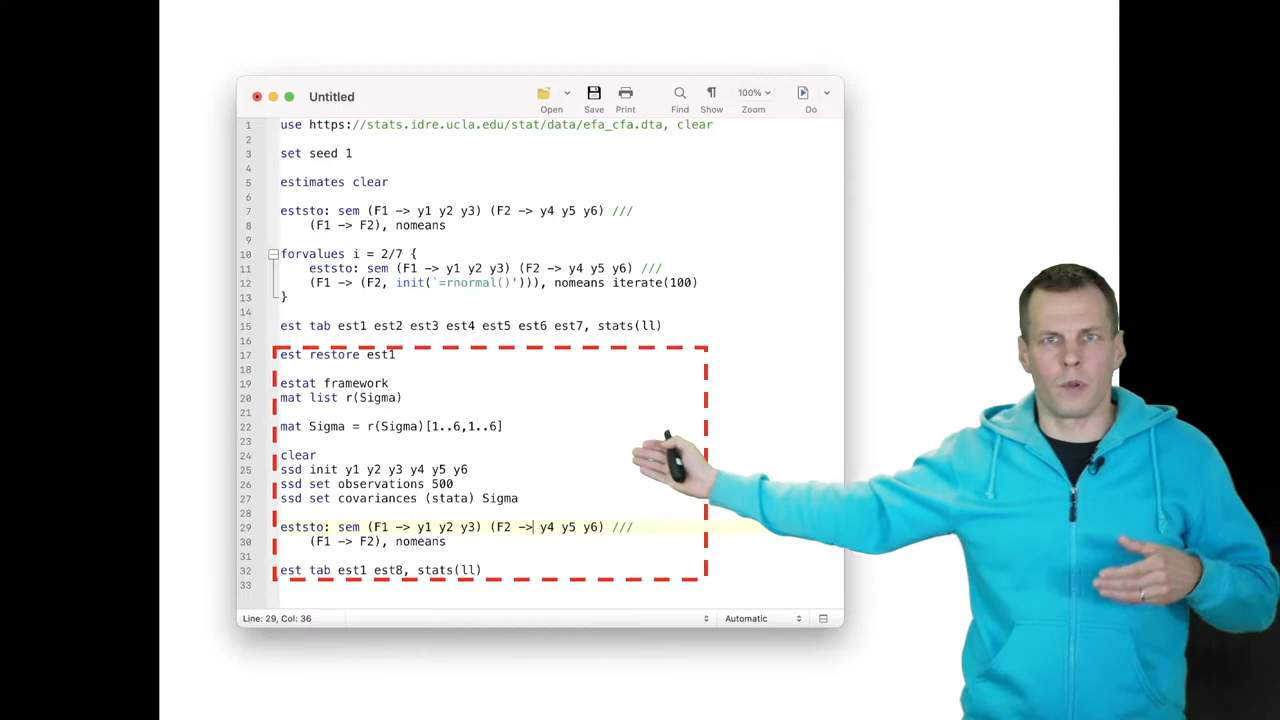 Untitled
Open
Save
Print
Find
Show
100%
Zoom
Do
1 use https://stats.idre.ucla.edu/stat/data/efa_cfa.dta, clear
2
3 set seed 1
4
5 estimates clear
6
7 eststo: sem (F1 -> y1 y2 y3) (F2 -> y4 y5 y6) ///
8 (F1 -> F2), nomeans
9
10 forvalues i = 2/7 {
11 eststo: sem (F1 -> y1 y2 y3) (F2 -> y4 y5 y6) ///
12 (F1 -> (F2, init(`=rnormal()'))), nomeans iterate(100)
13 }
14
15 est tab est1 est2 est3 est4 est5 est6 est7, stats(ll)
16
17 est restore est1
18
19 estat framework
20 mat list r(Sigma)
21
22 mat Sigma = r(Sigma)[1..6,1..6]
23
24 clear
25 ssd init y1 y2 y3 y4 y5 y6
26 ssd set observations 500
27 ssd set covariances (stata) Sigma
28
29 eststo: sem (F1 -> y1 y2 y3) (F2 -> y4 y5 y6) ///
30 (F1 -> F2), nomeans
31
32 est tab est1 est8, stats(ll)
33
Line: 29, Col: 36
Automatic